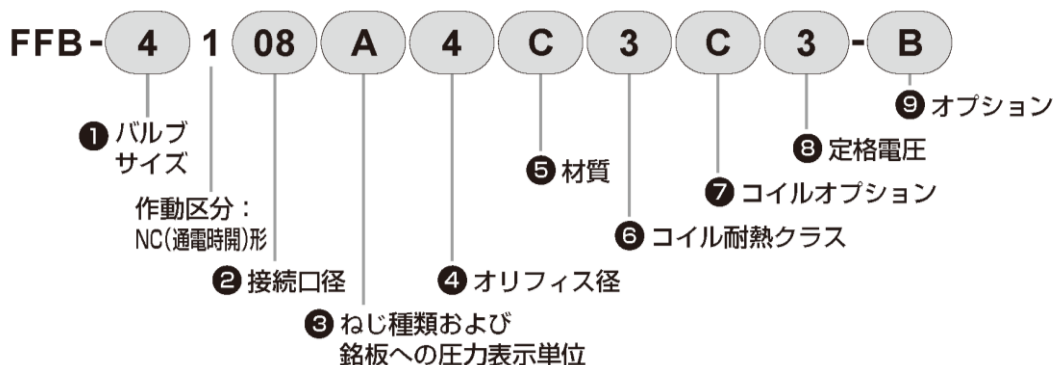 FFB- 4 1 08 A 4 C 3 C 3 - B
❾ オプション
❶ バルブ
サイズ
❽ 定格電圧
❺ 材質
❼ コイルオプション
作動区分：
NC(通電時開)形
❻ コイル耐熱クラス
❷ 接続口径
❹ オリフィス径
❸ ねじ種類および
銘板への圧力表示単位